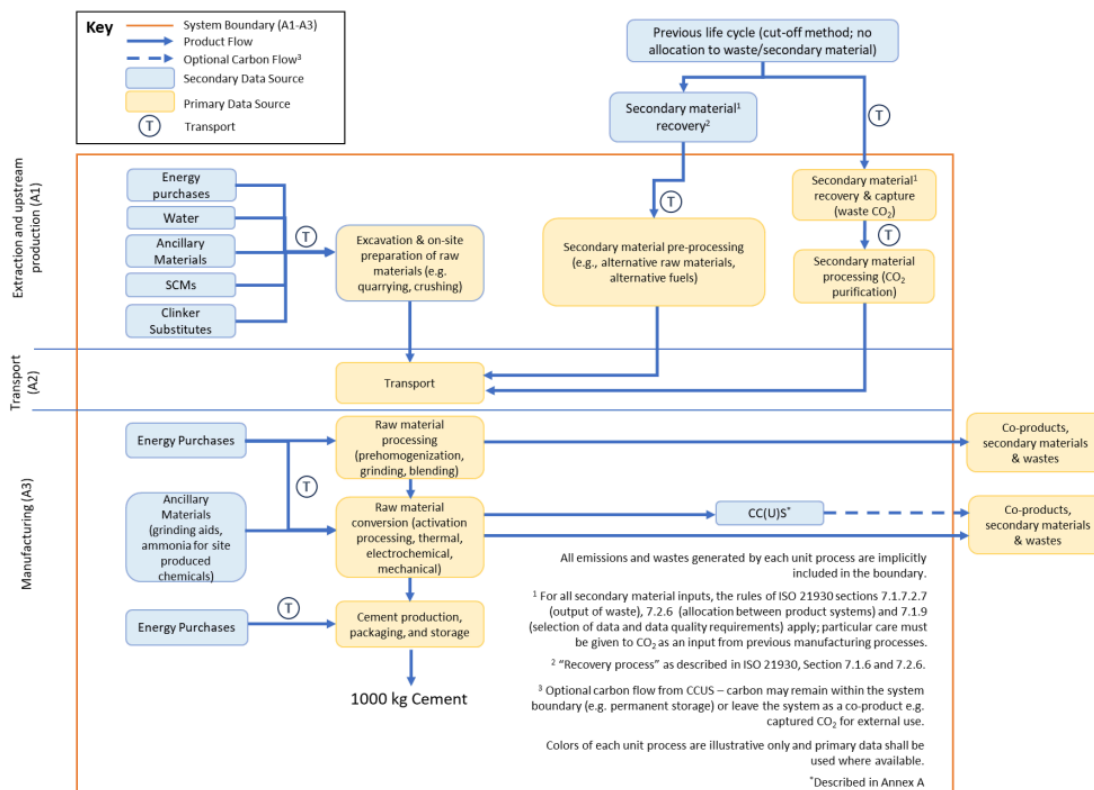 Key
System Boundary (A1-A3)
Product Flow
Optional Carbon Flow³
Secondary Data Source
Primary Data Source
T
Transport
Previous life cycle (cut-off method; no
allocation to waste/secondary material)
Secondary material¹
recovery²
T
Extraction and upstream
production (A1)
Energy
purchases
Water
Ancillary
Materials
SCMs
Clinker
Substitutes
T
Excavation & on-site
preparation of raw
materials (e.g.
quarrying, crushing)
T
Secondary material pre-processing
(e.g., alternative raw materials,
alternative fuels)
Secondary material¹
recovery & capture
(waste CO₂)
T
Secondary material
processing (CO₂
purification)
Transport
(A2)
Transport
Manufacturing (A3)
Energy Purchases
Raw material
processing
(prehomogenization,
grinding, blending)
Co-products,
secondary materials
& wastes
T
Ancillary
Materials
(grinding aids,
ammonia for site
produced
chemicals)
Raw material
conversion (activation
processing, thermal,
electrochemical,
mechanical)
CC(U)S*
Co-products,
secondary materials
& wastes
Energy Purchases
T
Cement production,
packaging, and storage
1000 kg Cement
All emissions and wastes generated by each unit process are implicitly
included in the boundary.
¹ For all secondary material inputs, the rules of ISO 21930 sections 7.1.7.2.7
(output of waste), 7.2.6 (allocation between product systems) and 7.1.9
(selection of data and data quality requirements) apply; particular care must
be given to CO₂ as an input from previous manufacturing processes.
² “Recovery process” as described in ISO 21930, Section 7.1.6 and 7.2.6.
³ Optional carbon flow from CCUS – carbon may remain within the system
boundary (e.g. permanent storage) or leave the system as a co-product e.g.
captured CO₂ for external use.
Colors of each unit process are illustrative only and primary data shall be
used where available.
*Described in Annex A